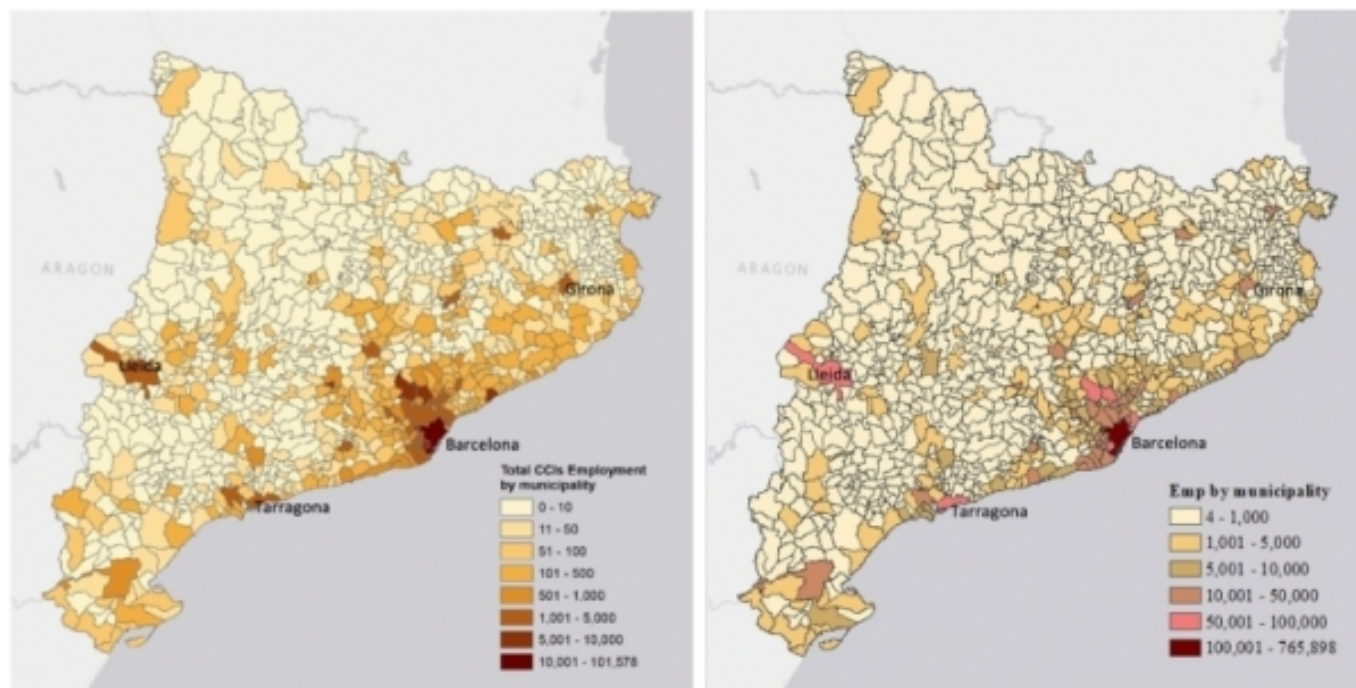 ARAGON
Girona
Lleida
Barcelona
Tarragona
Total CCIs Employment
by municipality
0 - 10
11 - 50
51 - 100
101 - 500
501 - 1,000
1,001 - 5,000
5,001 - 10,000
10,001 - 101,578
ARAGON
Girona
Lleida
Barcelona
Tarragona
Emp by municipality
4 - 1,000
1,001 - 5,000
5,001 - 10,000
10,001 - 50,000
50,001 - 100,000
100,001 - 765,898